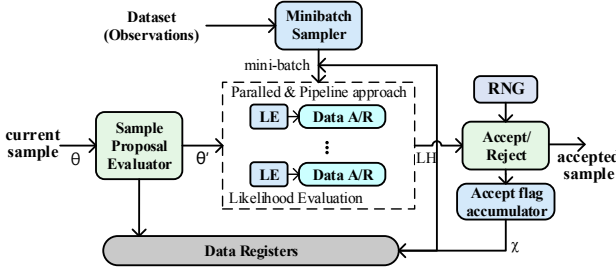 Dataset
(Observations)
Minibatch
Sampler
mini-batch
Paralled & Pipeline approach
RNG
current
sample
θ
Sample
Proposal
Evaluator
θ'
LE
Data A/R
⋮
LE
Data A/R
Likelihood Evaluation
LH
Accept/
Reject
accepted
sample
Accept flag
accumulator
χ
Data Registers